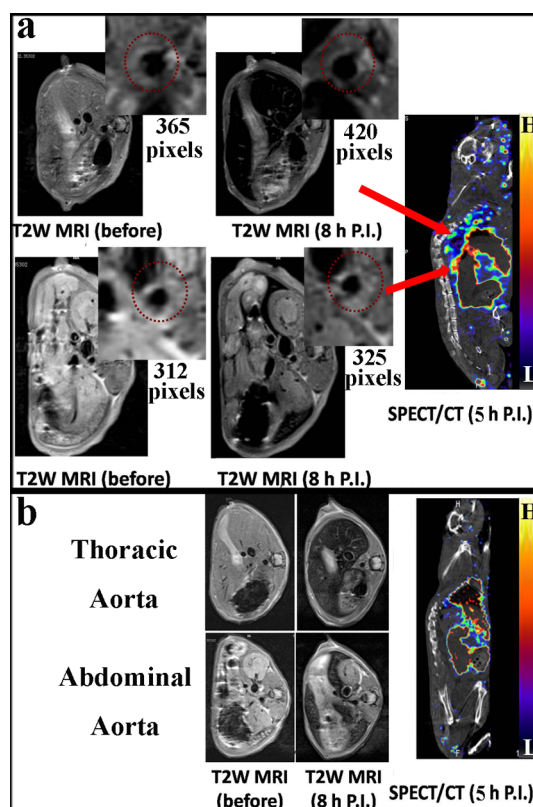 a
365
pixels
420
pixels
H
T2W MRI (before)
T2W MRI (8 h P.I.)
312
pixels
325
pixels
L
SPECT/CT (5 h P.I.)
T2W MRI (before)
T2W MRI (8 h P.I.)
b
H
Thoracic
Aorta
Abdominal
Aorta
L
T2W MRI
(before)
T2W MRI
(8 h P.I.)
SPECT/CT (5 h P.I.)